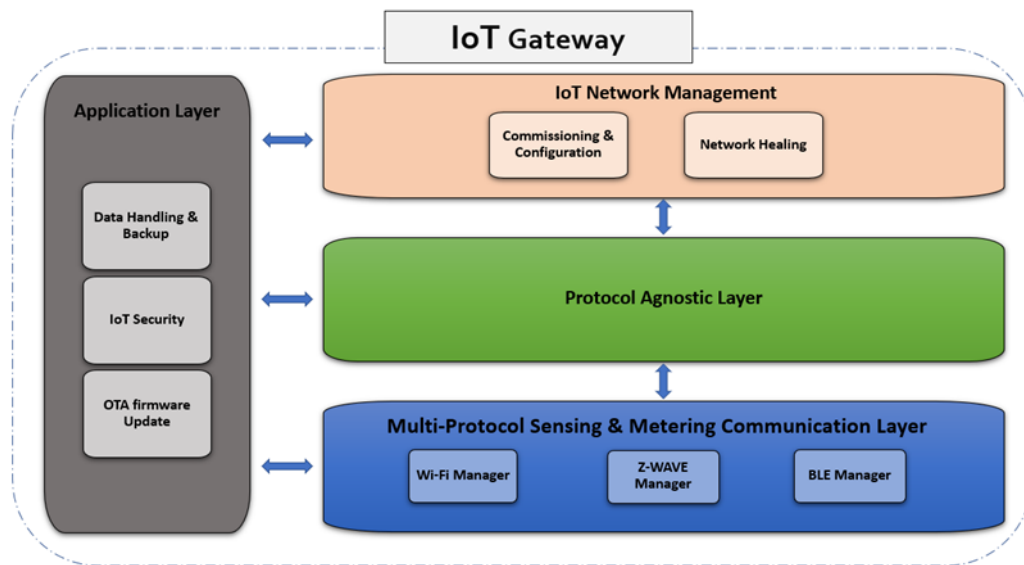 IoT Gateway
Application Layer
Data Handling &
Backup
IoT Security
OTA firmware
Update
IoT Network Management
Commissioning &
Configuration
Network Healing
Protocol Agnostic Layer
Multi-Protocol Sensing & Metering Communication Layer
Wi-Fi Manager
Z-WAVE
Manager
BLE Manager